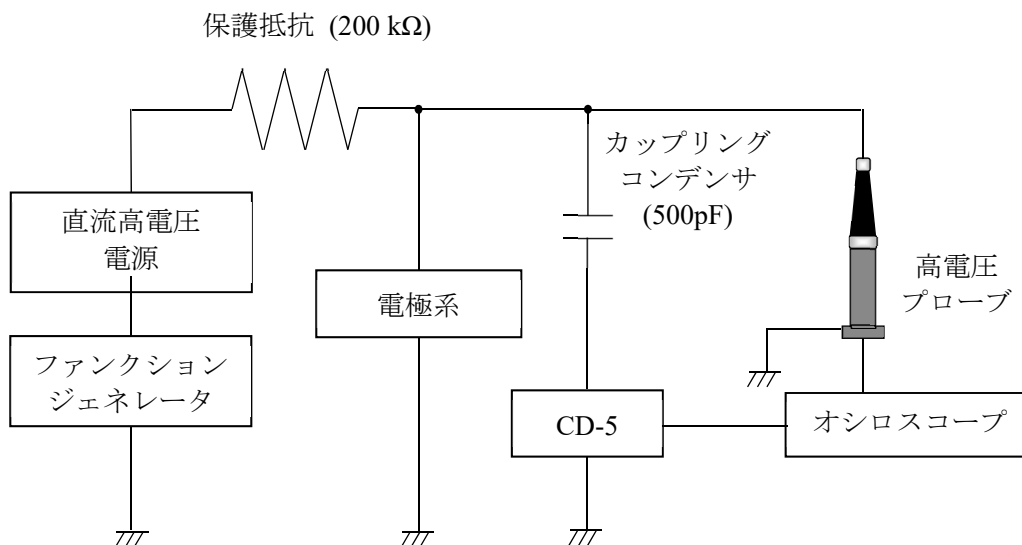 保護抵抗 (200 kΩ)
カップリング
コンデンサ
(500pF)
直流高電圧
電源
電極系
高電圧
プローブ
ファンクション
ジェネレータ
CD-5
オシロスコープ